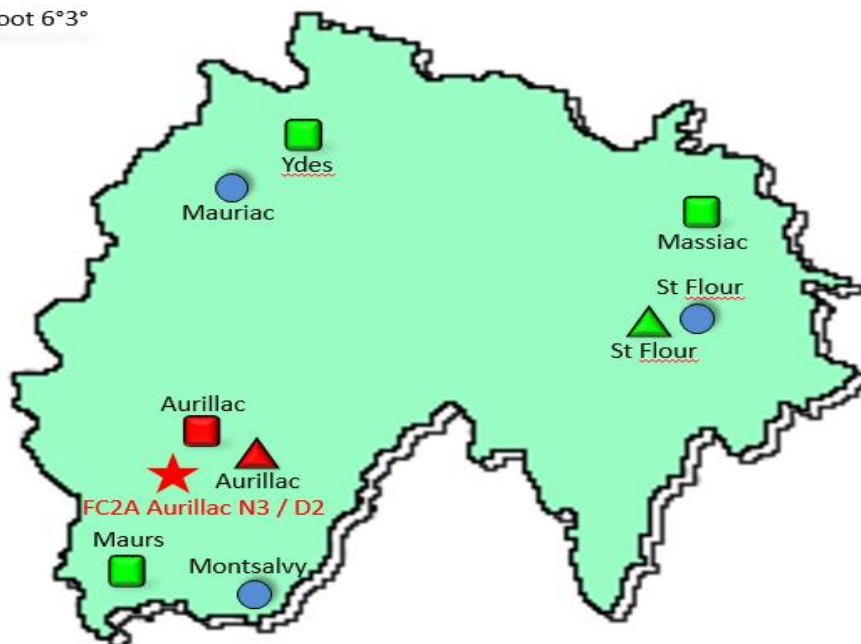 oot 6°3°
Ydes
Mauriac
Massiac
St Flour
St Flour
Aurillac
Aurillac
FC2A Aurillac N3 / D2
Maurs
Montsalvy